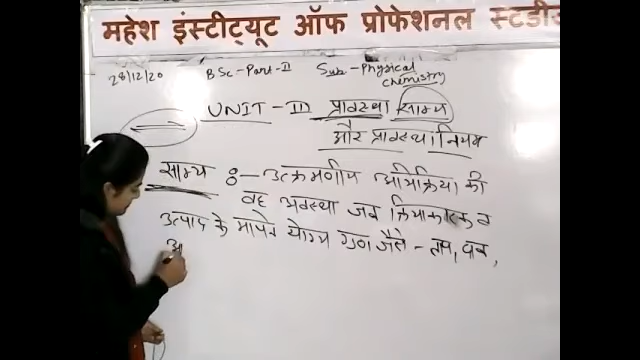 महेश इंस्टीट्यूट ऑफ प्रोफेशनल स्टडीस
28/12/20 BSc-Part-II Sub-Physical chemistry
UNIT-II प्रावस्था साम्य
और प्रावस्था नियम
साम्य :- उत्क्रमणीय अभिक्रिया की
वह अवस्था जब क्रियाकारक व
उत्पाद के मापन योग्य गुण जैसे - ताप, दाब,